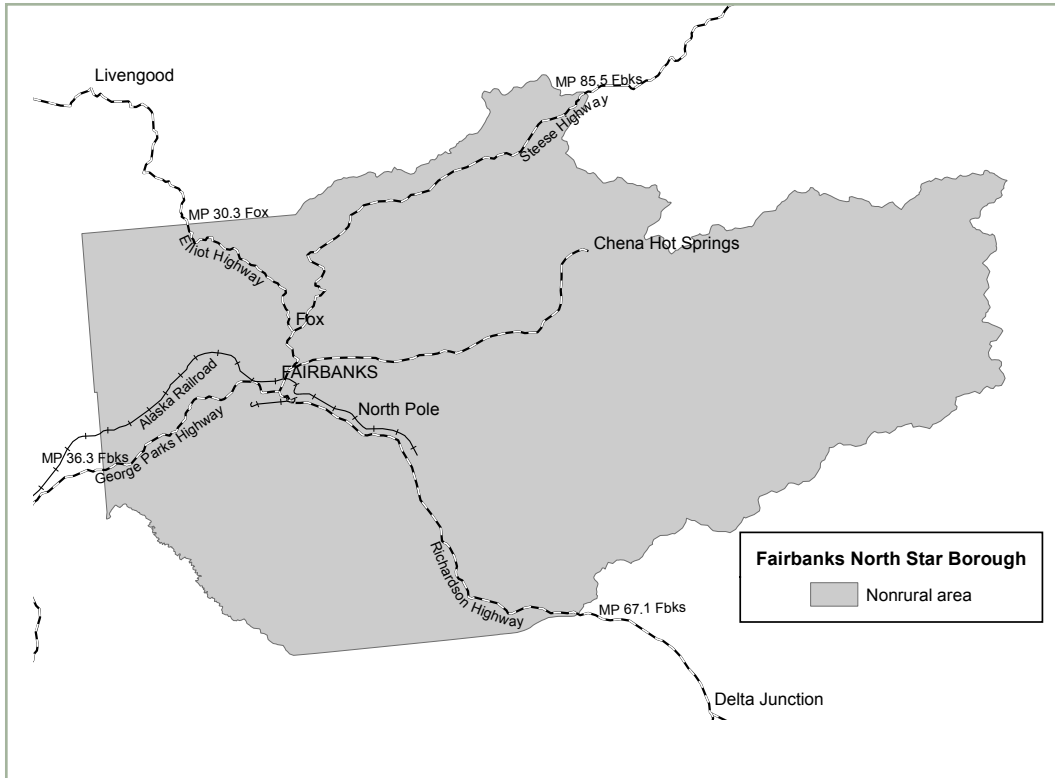 Livengood
MP 85.5 Fbks
Steese Highway
MP 30.3 Fox
Elliot Highway
Chena Hot Springs
Fox
FAIRBANKS
Alaska Railroad
North Pole
MP 36.3 Fbks
George Parks Highway
Richardson Highway
Fairbanks North Star Borough
Nonrural area
MP 67.1 Fbks
Delta Junction